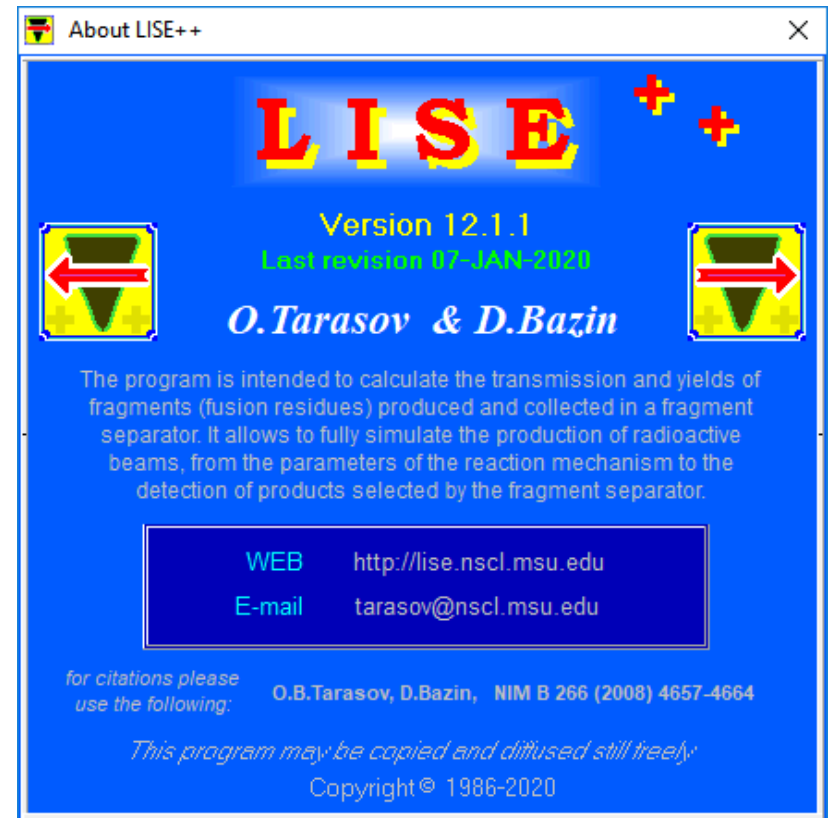 About LISE++
LISE++
Version 12.1.1
Last revision 07-JAN-2020
O.Tarasov & D.Bazin
The program is intended to calculate the transmission and yields of
fragments (fusion residues) produced and collected in a fragment
separator. It allows to fully simulate the production of radioactive
beams, from the parameters of the reaction mechanism to the
detection of products selected by the fragment separator.
WEB http://lise.nscl.msu.edu
E-mail tarasov@nscl.msu.edu
for citations please
use the following: O.B.Tarasov, D.Bazin, NIM B 266 (2008) 4657-4664
This program may be copied and diffused still freely
Copyright © 1986-2020